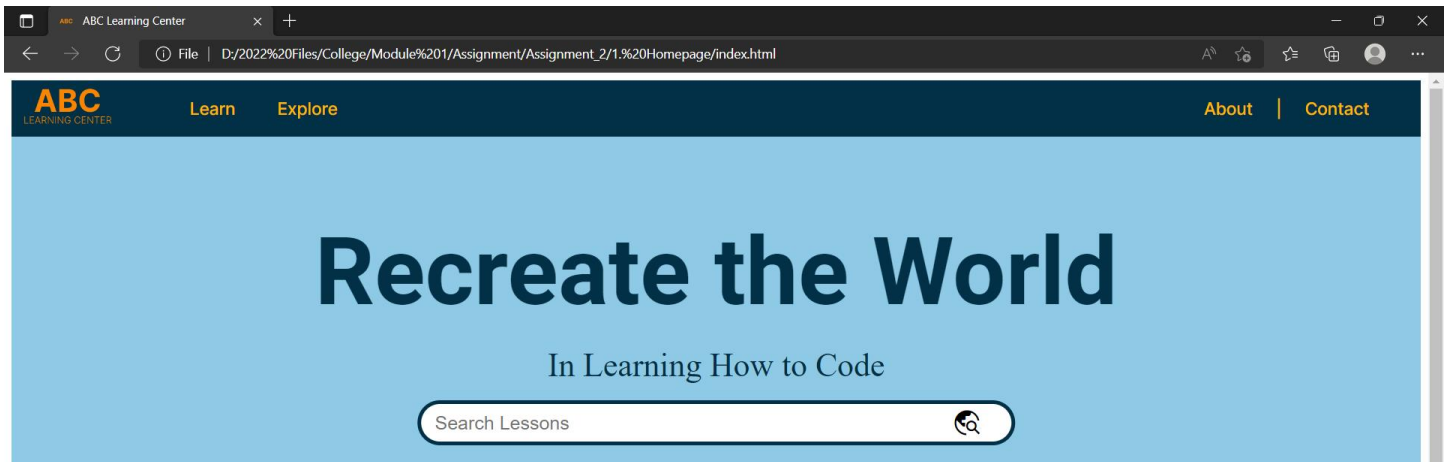 ABC ABC Learning Center
File | D:/2022%20Files/College/Module%201/Assignment/Assignment_2/1.%20Homepage/index.html
ABC
LEARNING CENTER
Learn Explore About | Contact
Recreate the World
In Learning How to Code
Search Lessons